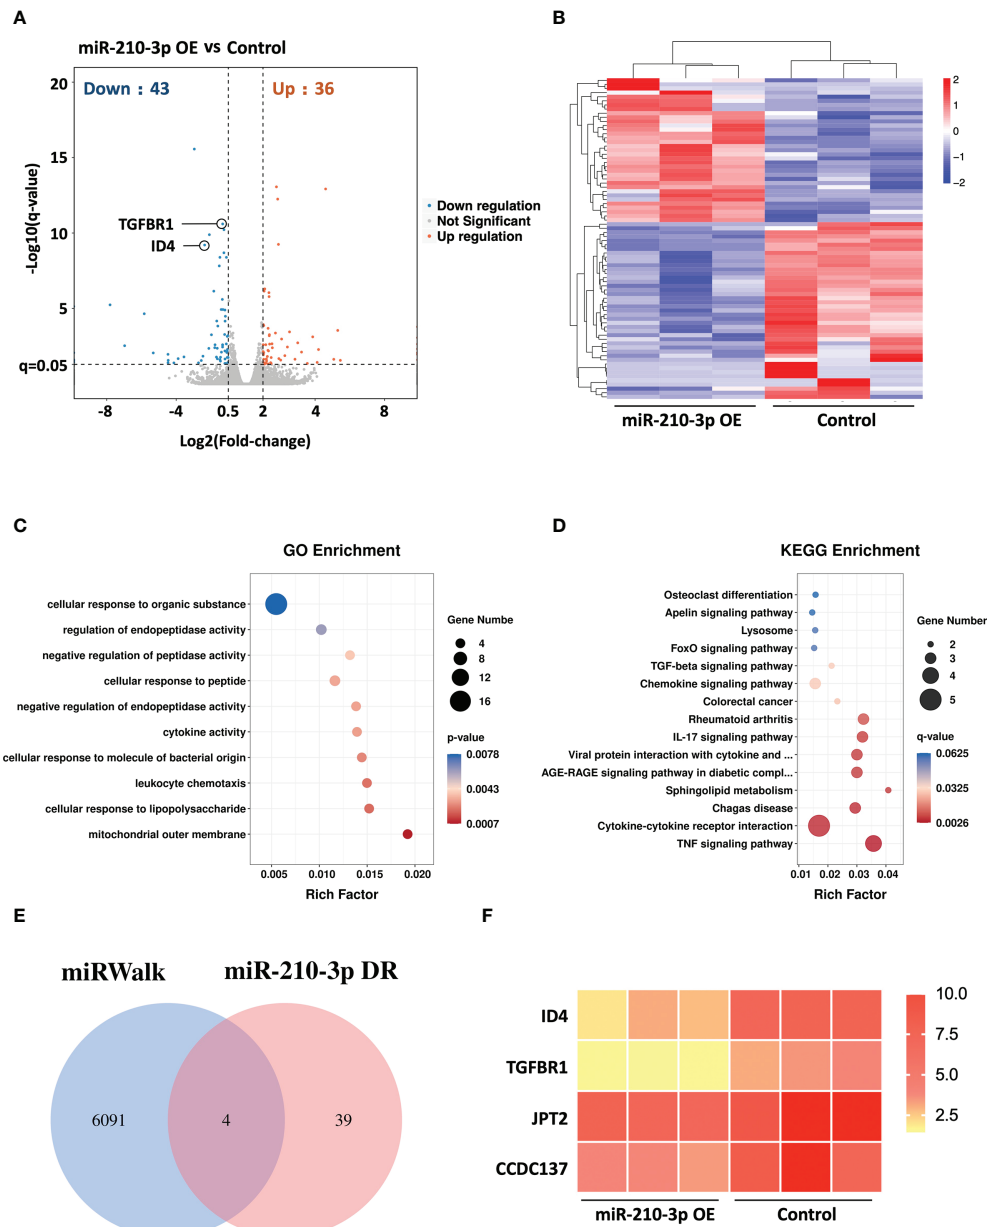 A
miR-210-3p OE vs Control
Down : 43
Up : 36
20
15
10
5
q=0.05
-Log10(q-value)
TGFBR1
ID4
-8
-4
0.5
2
4
8
Log2(Fold-change)
Down regulation
Not Significant
Up regulation
B
2
1
0
−1
−2
miR-210-3p OE
Control
C
GO Enrichment
cellular response to organic substance
regulation of endopeptidase activity
negative regulation of peptidase activity
cellular response to peptide
negative regulation of endopeptidase activity
cytokine activity
cellular response to molecule of bacterial origin
leukocyte chemotaxis
cellular response to lipopolysaccharide
mitochondrial outer membrane
0.005
0.010
0.015
0.020
Rich Factor
Gene Numbe
4
8
12
16
p-value
0.0078
0.0043
0.0007
D
KEGG Enrichment
Osteoclast differentiation
Apelin signaling pathway
Lysosome
FoxO signaling pathway
TGF-beta signaling pathway
Chemokine signaling pathway
Colorectal cancer
Rheumatoid arthritis
IL-17 signaling pathway
Viral protein interaction with cytokine and ...
AGE-RAGE signaling pathway in diabetic compl...
Sphingolipid metabolism
Chagas disease
Cytokine-cytokine receptor interaction
TNF signaling pathway
0.01
0.02
0.03
0.04
Rich Factor
Gene Number
2
3
4
5
q-value
0.0625
0.0325
0.0026
E
miRWalk
miR-210-3p DR
6091
4
39
F
ID4
TGFBR1
JPT2
CCDC137
miR-210-3p OE
Control
10.0
7.5
5.0
2.5